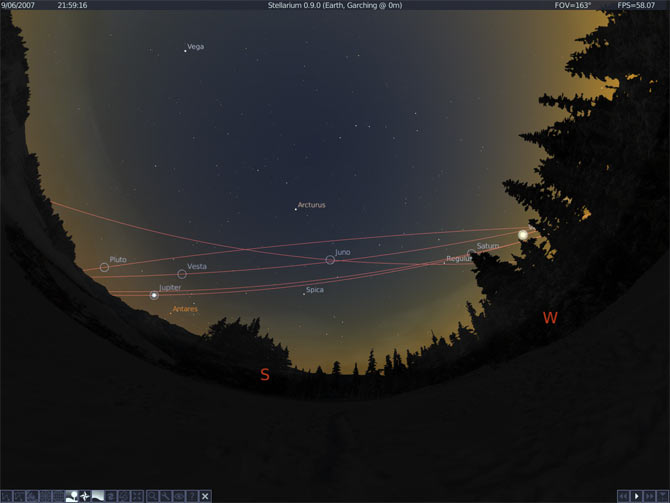 9/06/2007 21:59:16 Stellarium 0.9.0 (Earth, Garching @ 0m) FOV=163° FPS=58.07
Vega
Arcturus
Juno
Saturn
Pluto
Regulus
Vesta
Jupiter
Spica
Antares
W
S